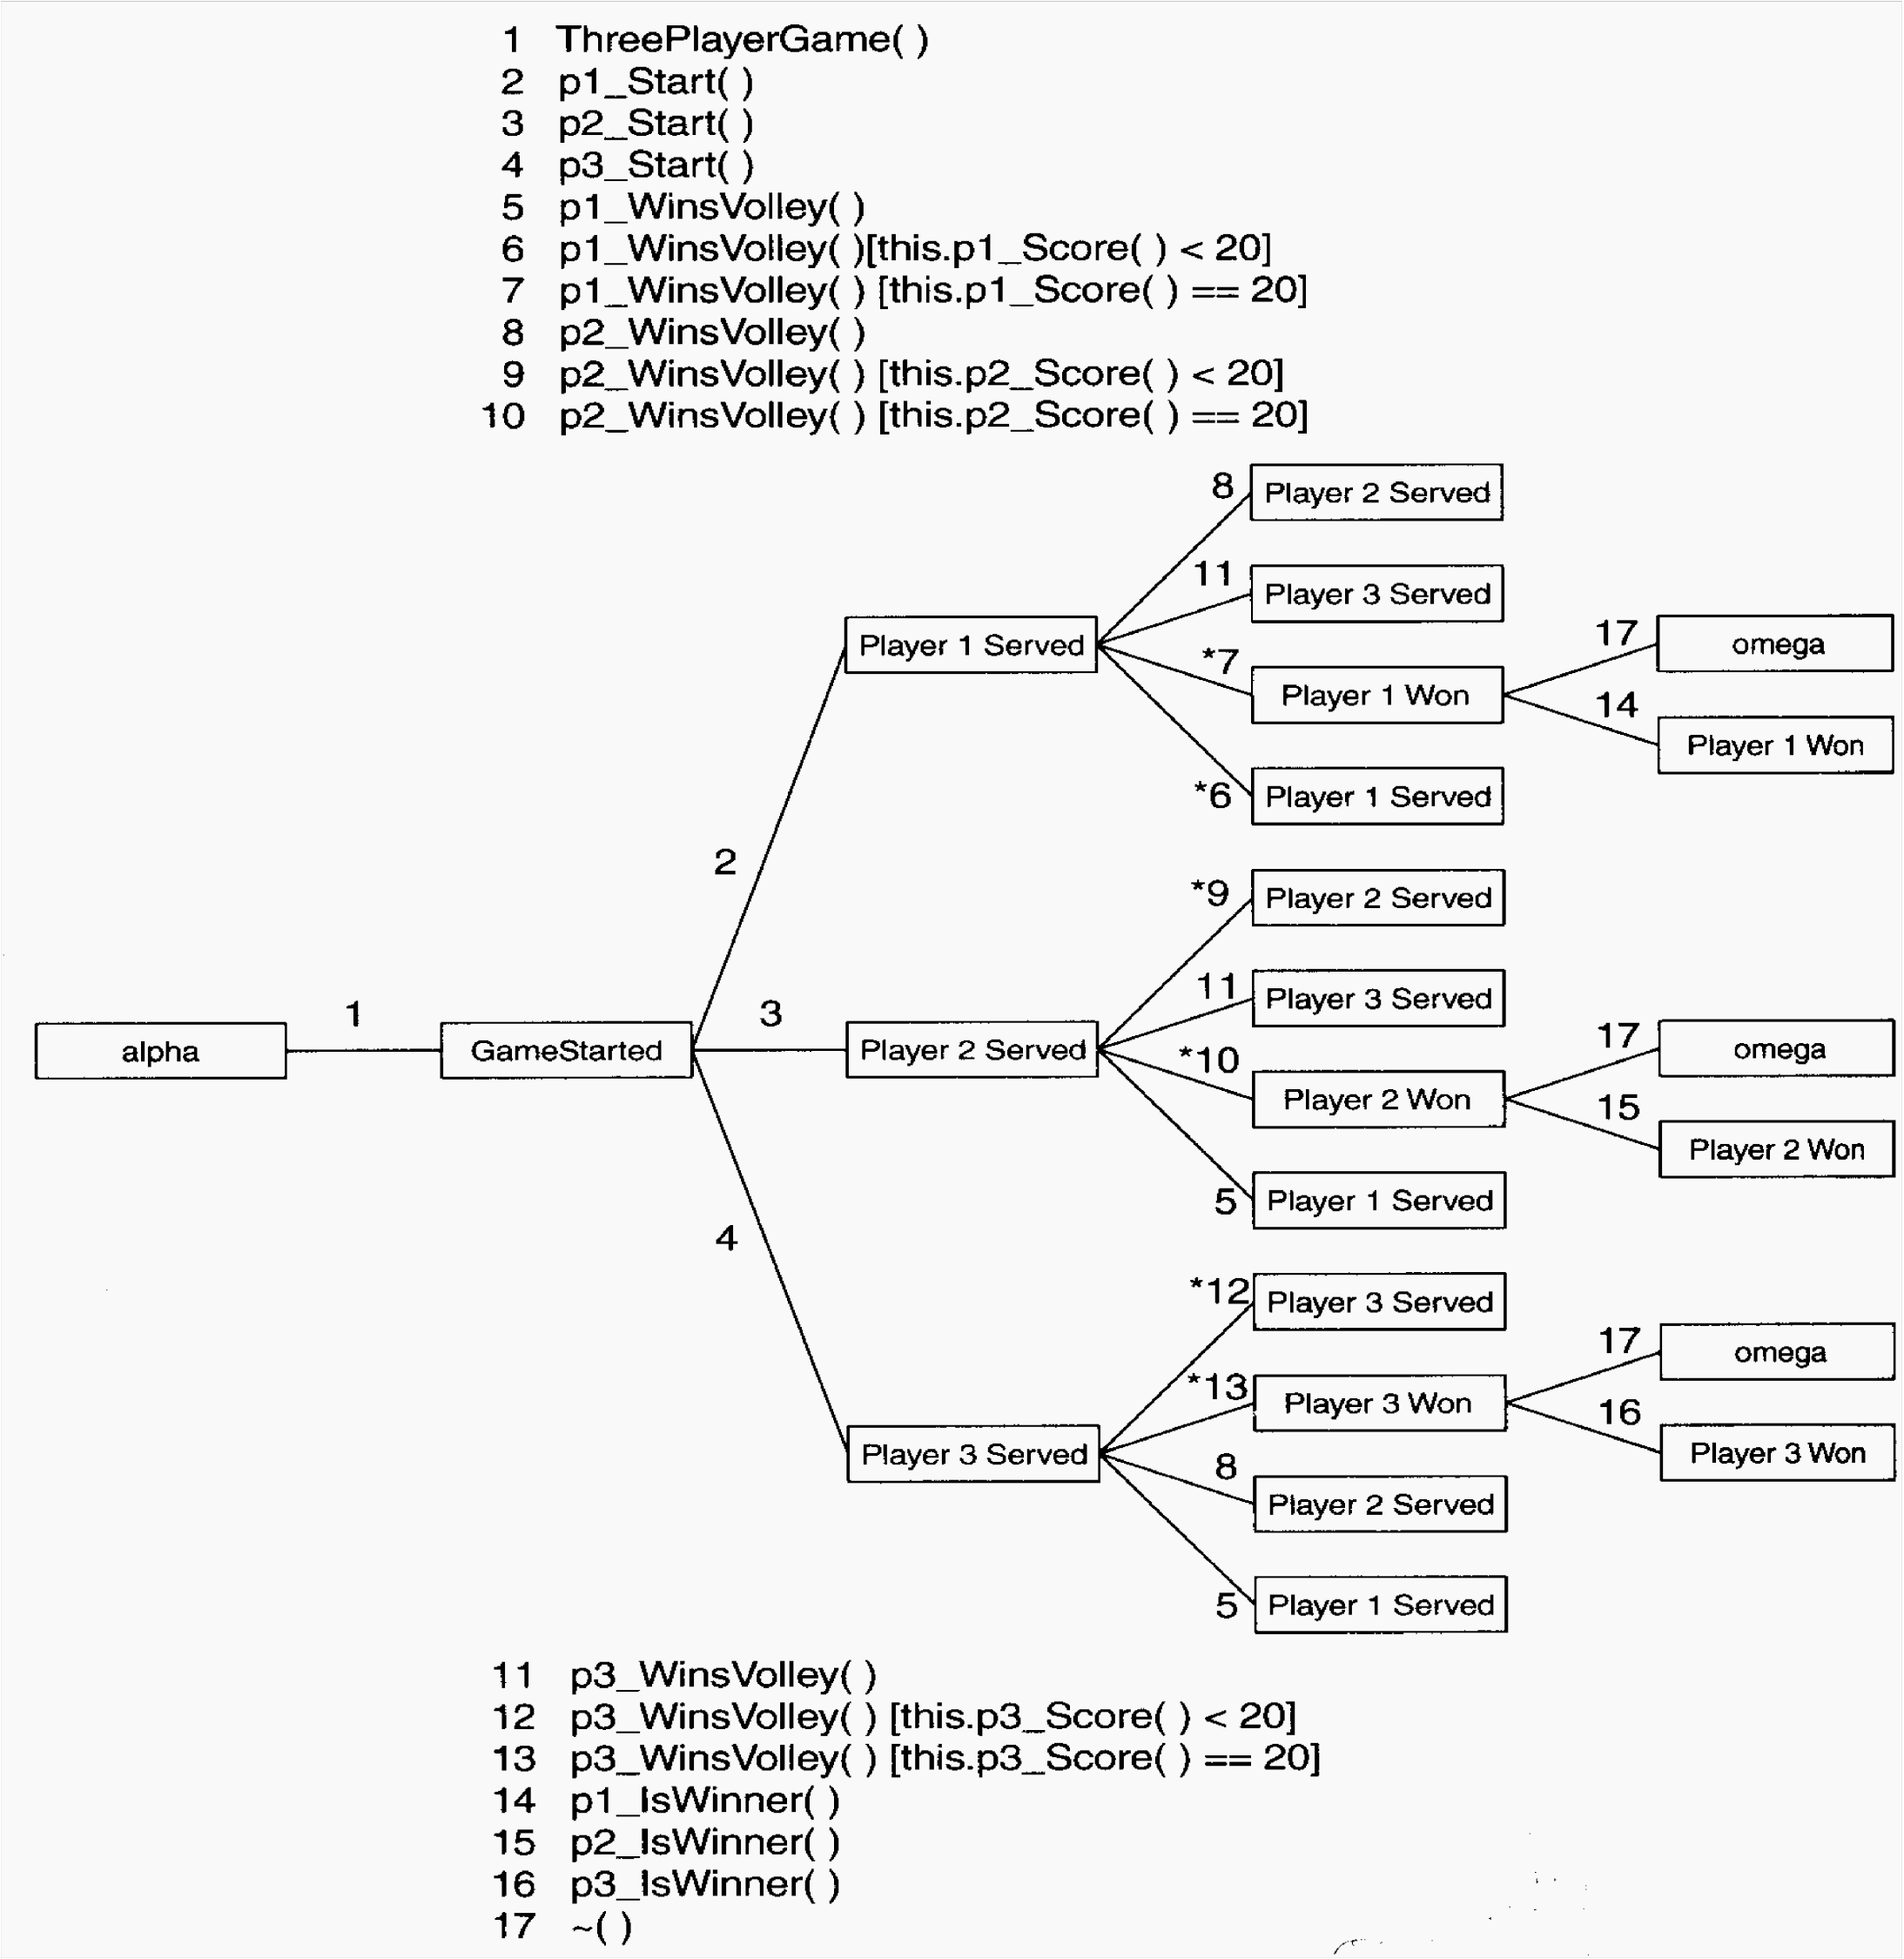 1 ThreePlayerGame( )
2 p1_Start( )
3 p2_Start( )
4 p3_Start( )
5 p1_WinsVolley( )
6 p1_WinsVolley( )[this.p1_Score( ) < 20]
7 p1_WinsVolley( ) [this.p1_Score( ) == 20]
8 p2_WinsVolley( )
9 p2_WinsVolley( ) [this.p2_Score( ) < 20]
10 p2_WinsVolley( ) [this.p2_Score( ) == 20]
8 Player 2 Served
11 Player 3 Served
Player 1 Served
17 omega
*7 Player 1 Won
14 Player 1 Won
*6 Player 1 Served
2
*9 Player 2 Served
11 Player 3 Served
alpha
1
GameStarted
3
Player 2 Served
17 omega
*10 Player 2 Won
15 Player 2 Won
5 Player 1 Served
4
*12 Player 3 Served
17 omega
*13 Player 3 Won
16 Player 3 Won
Player 3 Served
8 Player 2 Served
5 Player 1 Served
11 p3_WinsVolley( )
12 p3_WinsVolley( ) [this.p3_Score( ) < 20]
13 p3_WinsVolley( ) [this.p3_Score( ) == 20]
14 p1_IsWinner( )
15 p2_IsWinner( )
16 p3_IsWinner( )
17 ~( )